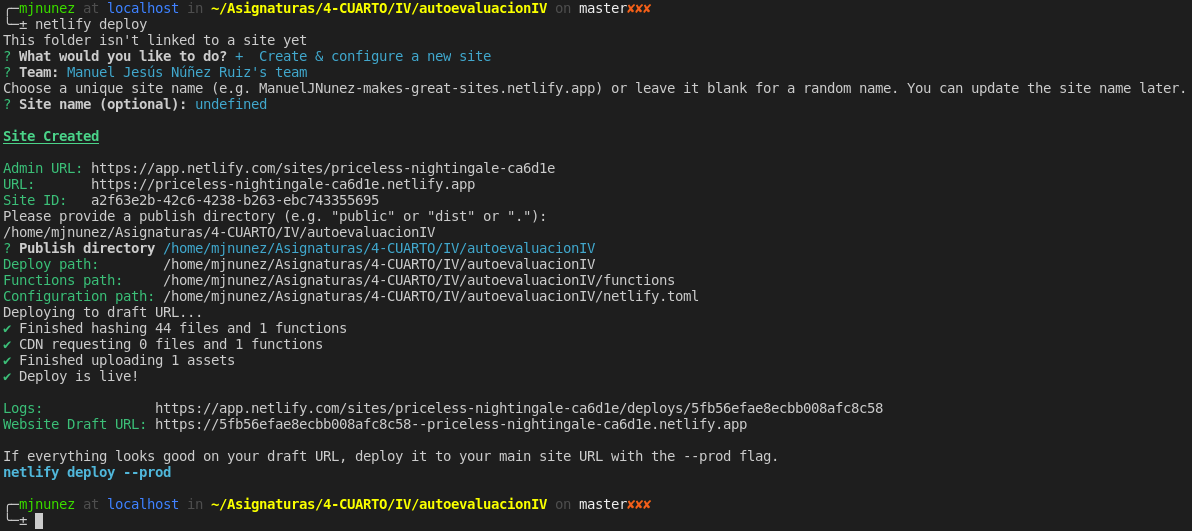 ╭─mjnunez at localhost in ~/Asignaturas/4-CUARTO/IV/autoevaluacionIV on master✘✘✘
╰─± netlify deploy
This folder isn't linked to a site yet
? What would you like to do? +  Create & configure a new site
? Team: Manuel Jesús Núñez Ruiz's team
Choose a unique site name (e.g. ManuelJNunez-makes-great-sites.netlify.app) or leave it blank for a random name. You can update the site name later.
? Site name (optional): undefined
Site Created
Admin URL: https://app.netlify.com/sites/priceless-nightingale-ca6d1e
URL:       https://priceless-nightingale-ca6d1e.netlify.app
Site ID:   a2f63e2b-42c6-4238-b263-ebc743355695
Please provide a publish directory (e.g. "public" or "dist" or "."):
/home/mjnunez/Asignaturas/4-CUARTO/IV/autoevaluacionIV
? Publish directory /home/mjnunez/Asignaturas/4-CUARTO/IV/autoevaluacionIV
Deploy path:        /home/mjnunez/Asignaturas/4-CUARTO/IV/autoevaluacionIV
Functions path:     /home/mjnunez/Asignaturas/4-CUARTO/IV/autoevaluacionIV/functions
Configuration path: /home/mjnunez/Asignaturas/4-CUARTO/IV/autoevaluacionIV/netlify.toml
Deploying to draft URL...
✔ Finished hashing 44 files and 1 functions
✔ CDN requesting 0 files and 1 functions
✔ Finished uploading 1 assets
✔ Deploy is live!
Logs:              https://app.netlify.com/sites/priceless-nightingale-ca6d1e/deploys/5fb56efae8ecbb008afc8c58
Website Draft URL: https://5fb56efae8ecbb008afc8c58--priceless-nightingale-ca6d1e.netlify.app
If everything looks good on your draft URL, deploy it to your main site URL with the --prod flag.
netlify deploy --prod
╭─mjnunez at localhost in ~/Asignaturas/4-CUARTO/IV/autoevaluacionIV on master✘✘✘
╰─±